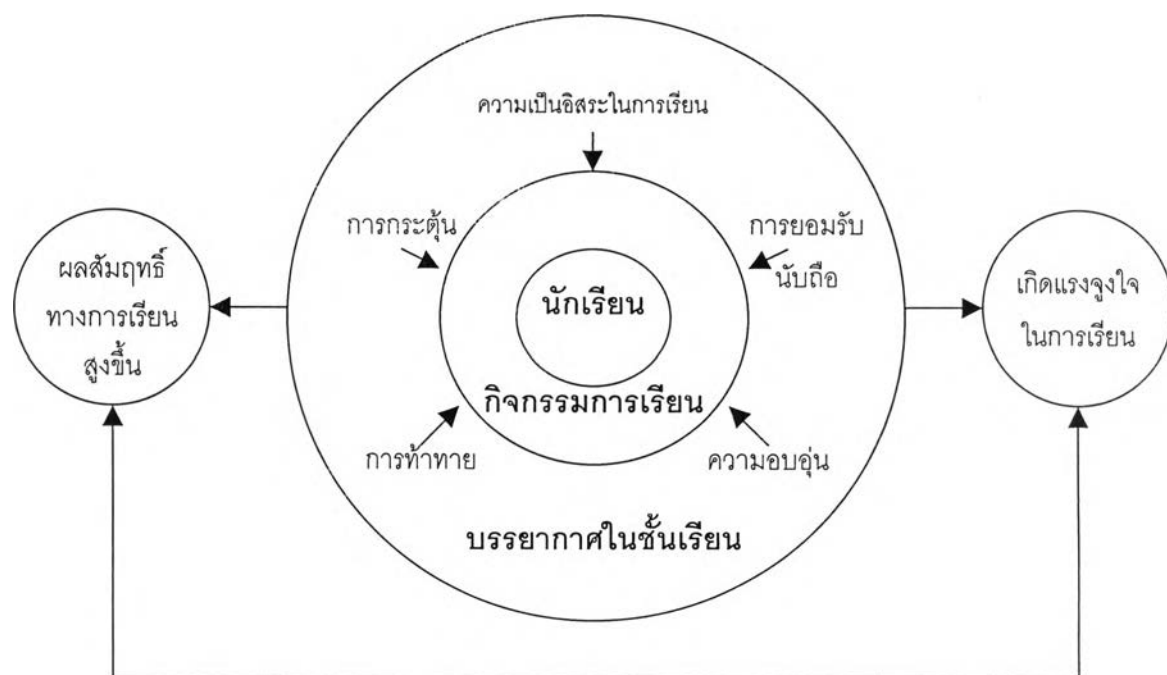 ความเป็นอิสระในการเรียน
การกระตุ้น
การยอมรับ
นับถือ
ผลสัมฤทธิ์
ทางการเรียน
สูงขึ้น
นักเรียน
เกิดแรงจูงใจ
ในการเรียน
กิจกรรมการเรียน
การท้าทาย
ความอบอุ่น
บรรยากาศในชั้นเรียน